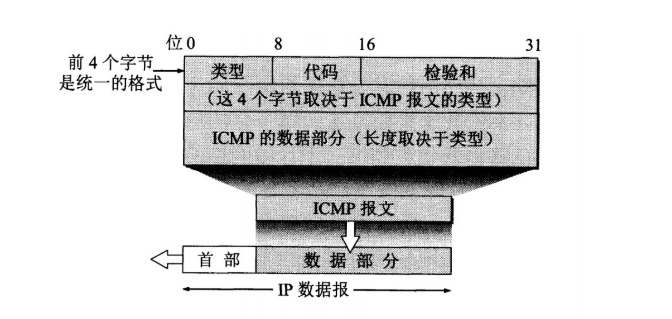 位 0 8 16 31
前 4 个字节
是统一的格式
类型 代码 检验和
(这 4 个字节取决于 ICMP 报文的类型)
ICMP 的数据部分(长度取决于类型)
ICMP 报文
首部 数据部分
IP 数据报